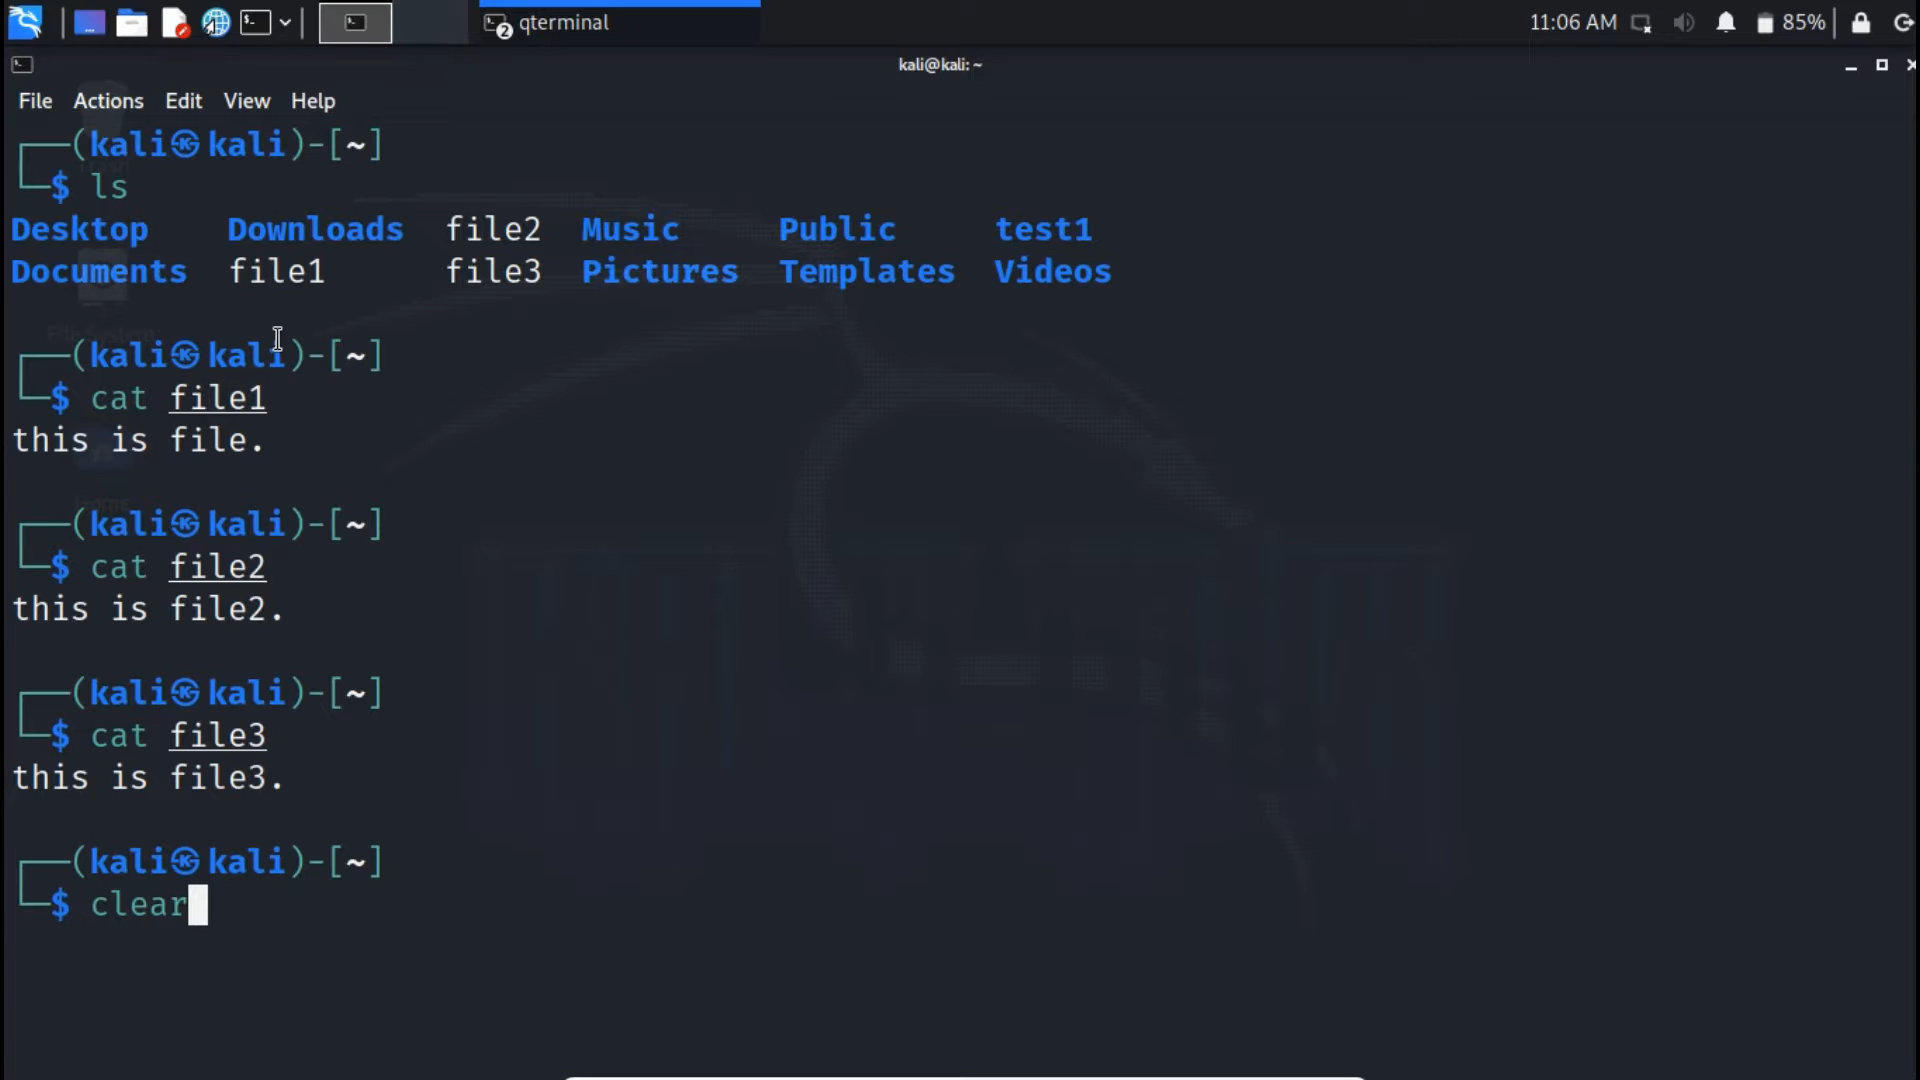 qterminal
11:06 AM
85%
kali@kali: ~
File Actions Edit View Help
┌──(kali㉿kali)-[~]
└─$ ls
Desktop Downloads file2 Music Public test1
Documents file1 file3 Pictures Templates Videos
┌──(kali㉿kali)-[~]
└─$ cat file1
this is file.
┌──(kali㉿kali)-[~]
└─$ cat file2
this is file2.
┌──(kali㉿kali)-[~]
└─$ cat file3
this is file3.
┌──(kali㉿kali)-[~]
└─$ clear